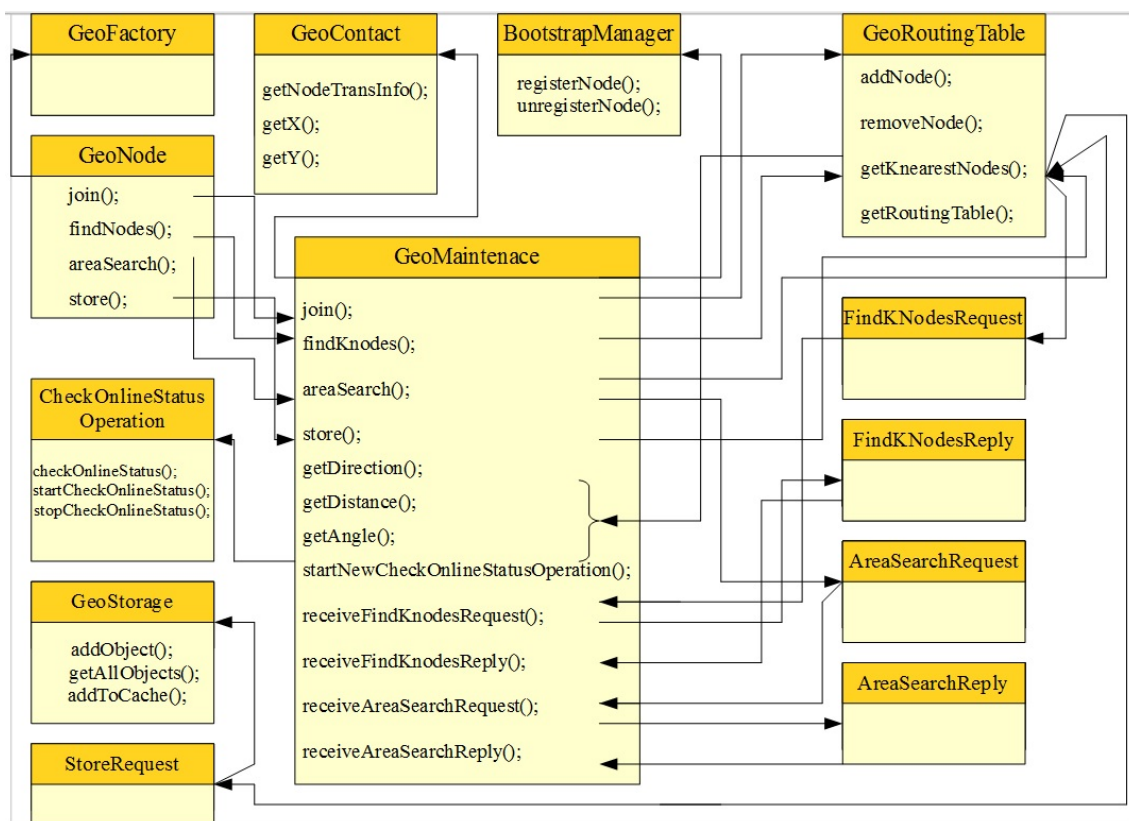 GeoFactory
GeoContact
getNodeTransInfo();
getX();
getY();
BootstrapManager
registerNode();
unregisterNode();
GeoRoutingTable
addNode();
removeNode();
getKnearestNodes();
getRoutingTable();
GeoNode
join();
findNodes();
areaSearch();
store();
GeoMaintenace
join();
findKnodes();
areaSearch();
store();
getDirection();
getDistance();
getAngle();
startNewCheckOnlineStatusOperation();
receiveFindKnodesRequest();
receiveFindKnodesReply();
receiveAreaSearchRequest();
receiveAreaSearchReply();
FindKNodesRequest
FindKNodesReply
AreaSearchRequest
AreaSearchReply
CheckOnlineStatus
Operation
checkOnlineStatus();
startCheckOnlineStatus();
stopCheckOnlineStatus();
GeoStorage
addObject();
getAllObjects();
addToCache();
StoreRequest